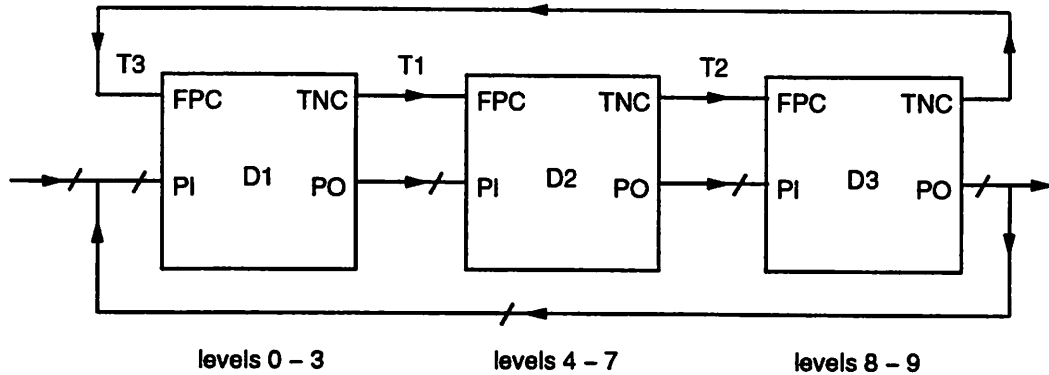 T3 T1 T2
FPC TNC FPC TNC FPC TNC
PI D1 PO PI D2 PO PI D3 PO
levels 0 – 3 levels 4 – 7 levels 8 – 9